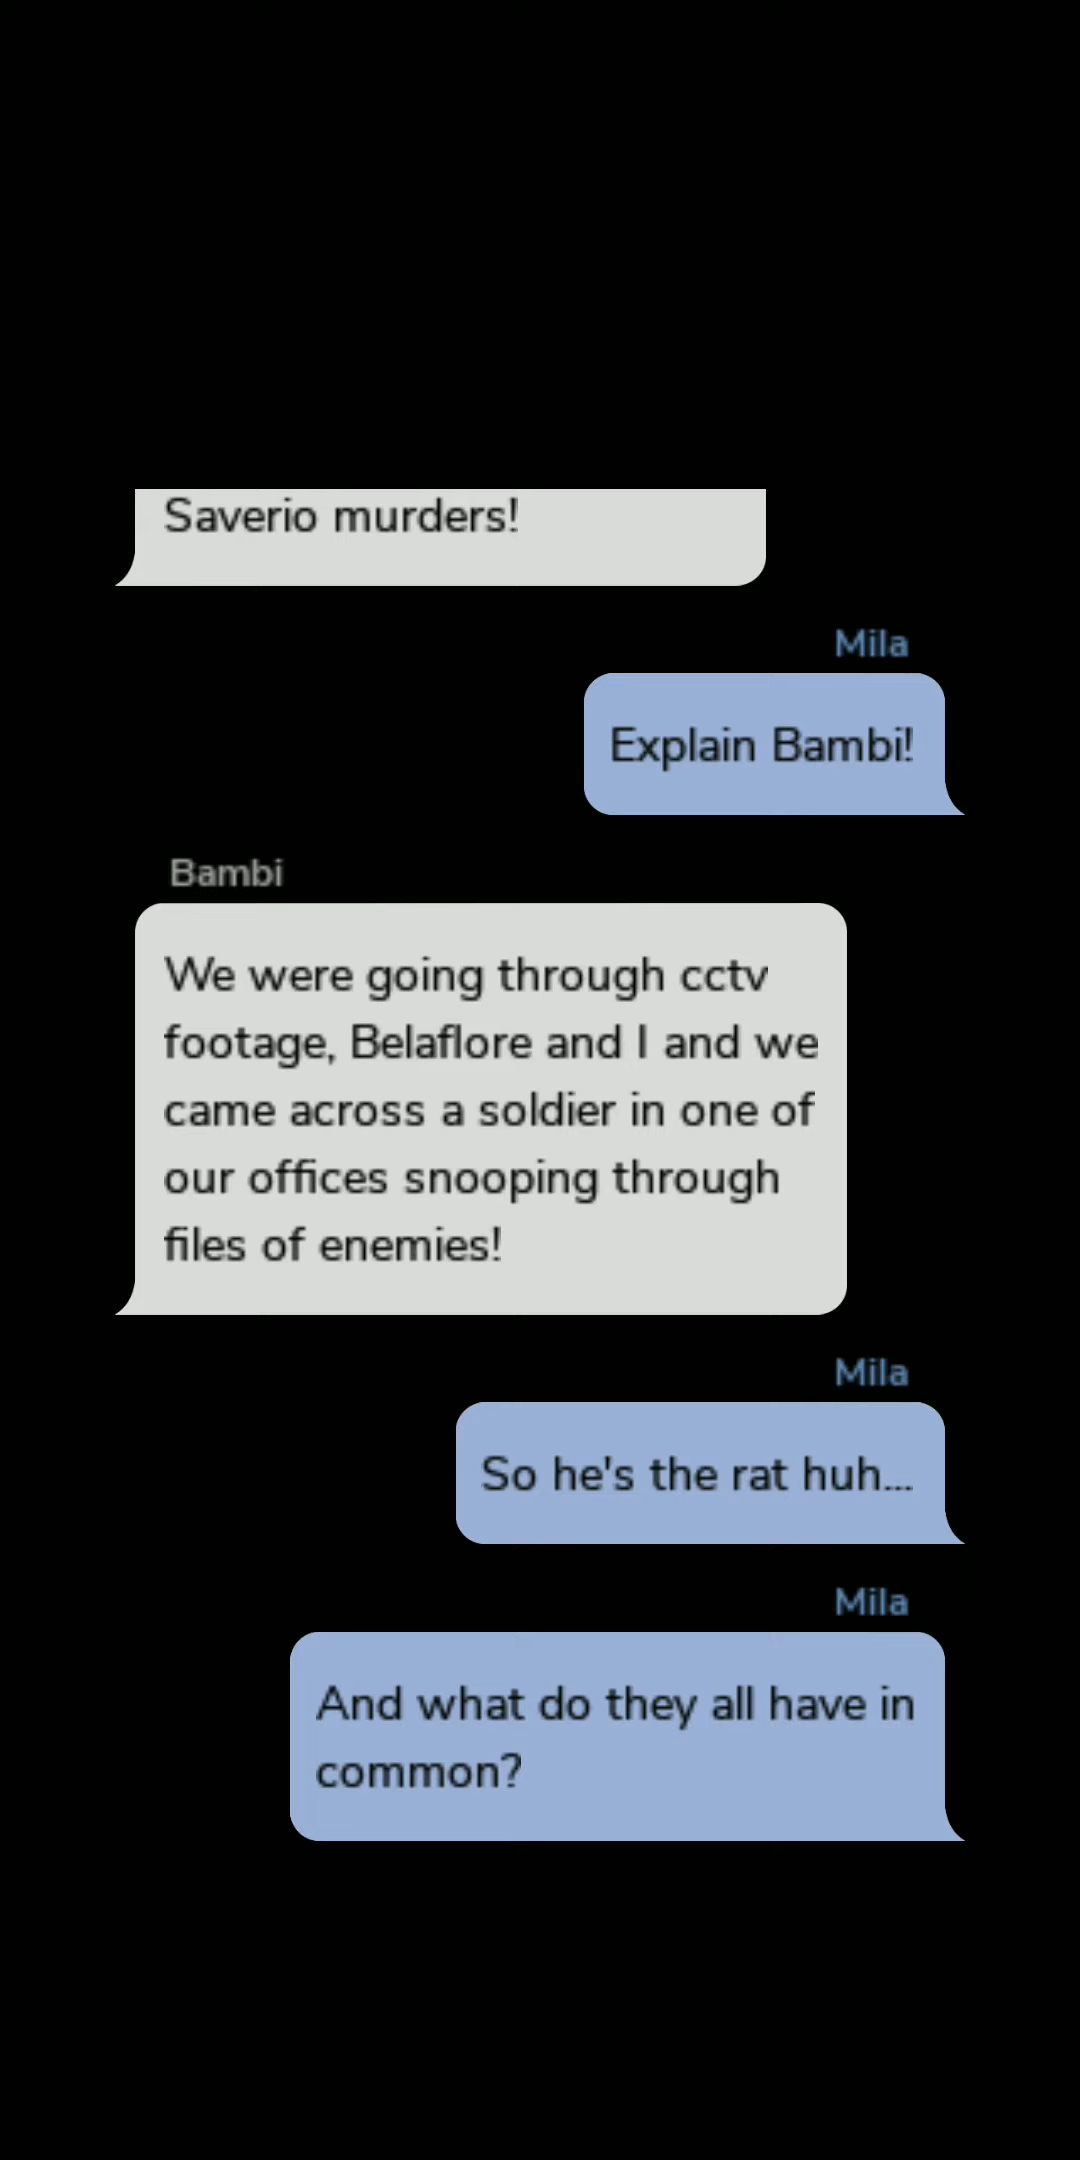 Saverio murders!
Mila
Explain Bambi!
Bambi
We were going through cctv
footage, Belaflore and I and we
came across a soldier in one of
our offices snooping through
files of enemies!
Mila
So he's the rat huh...
Mila
And what do they all have in
common?